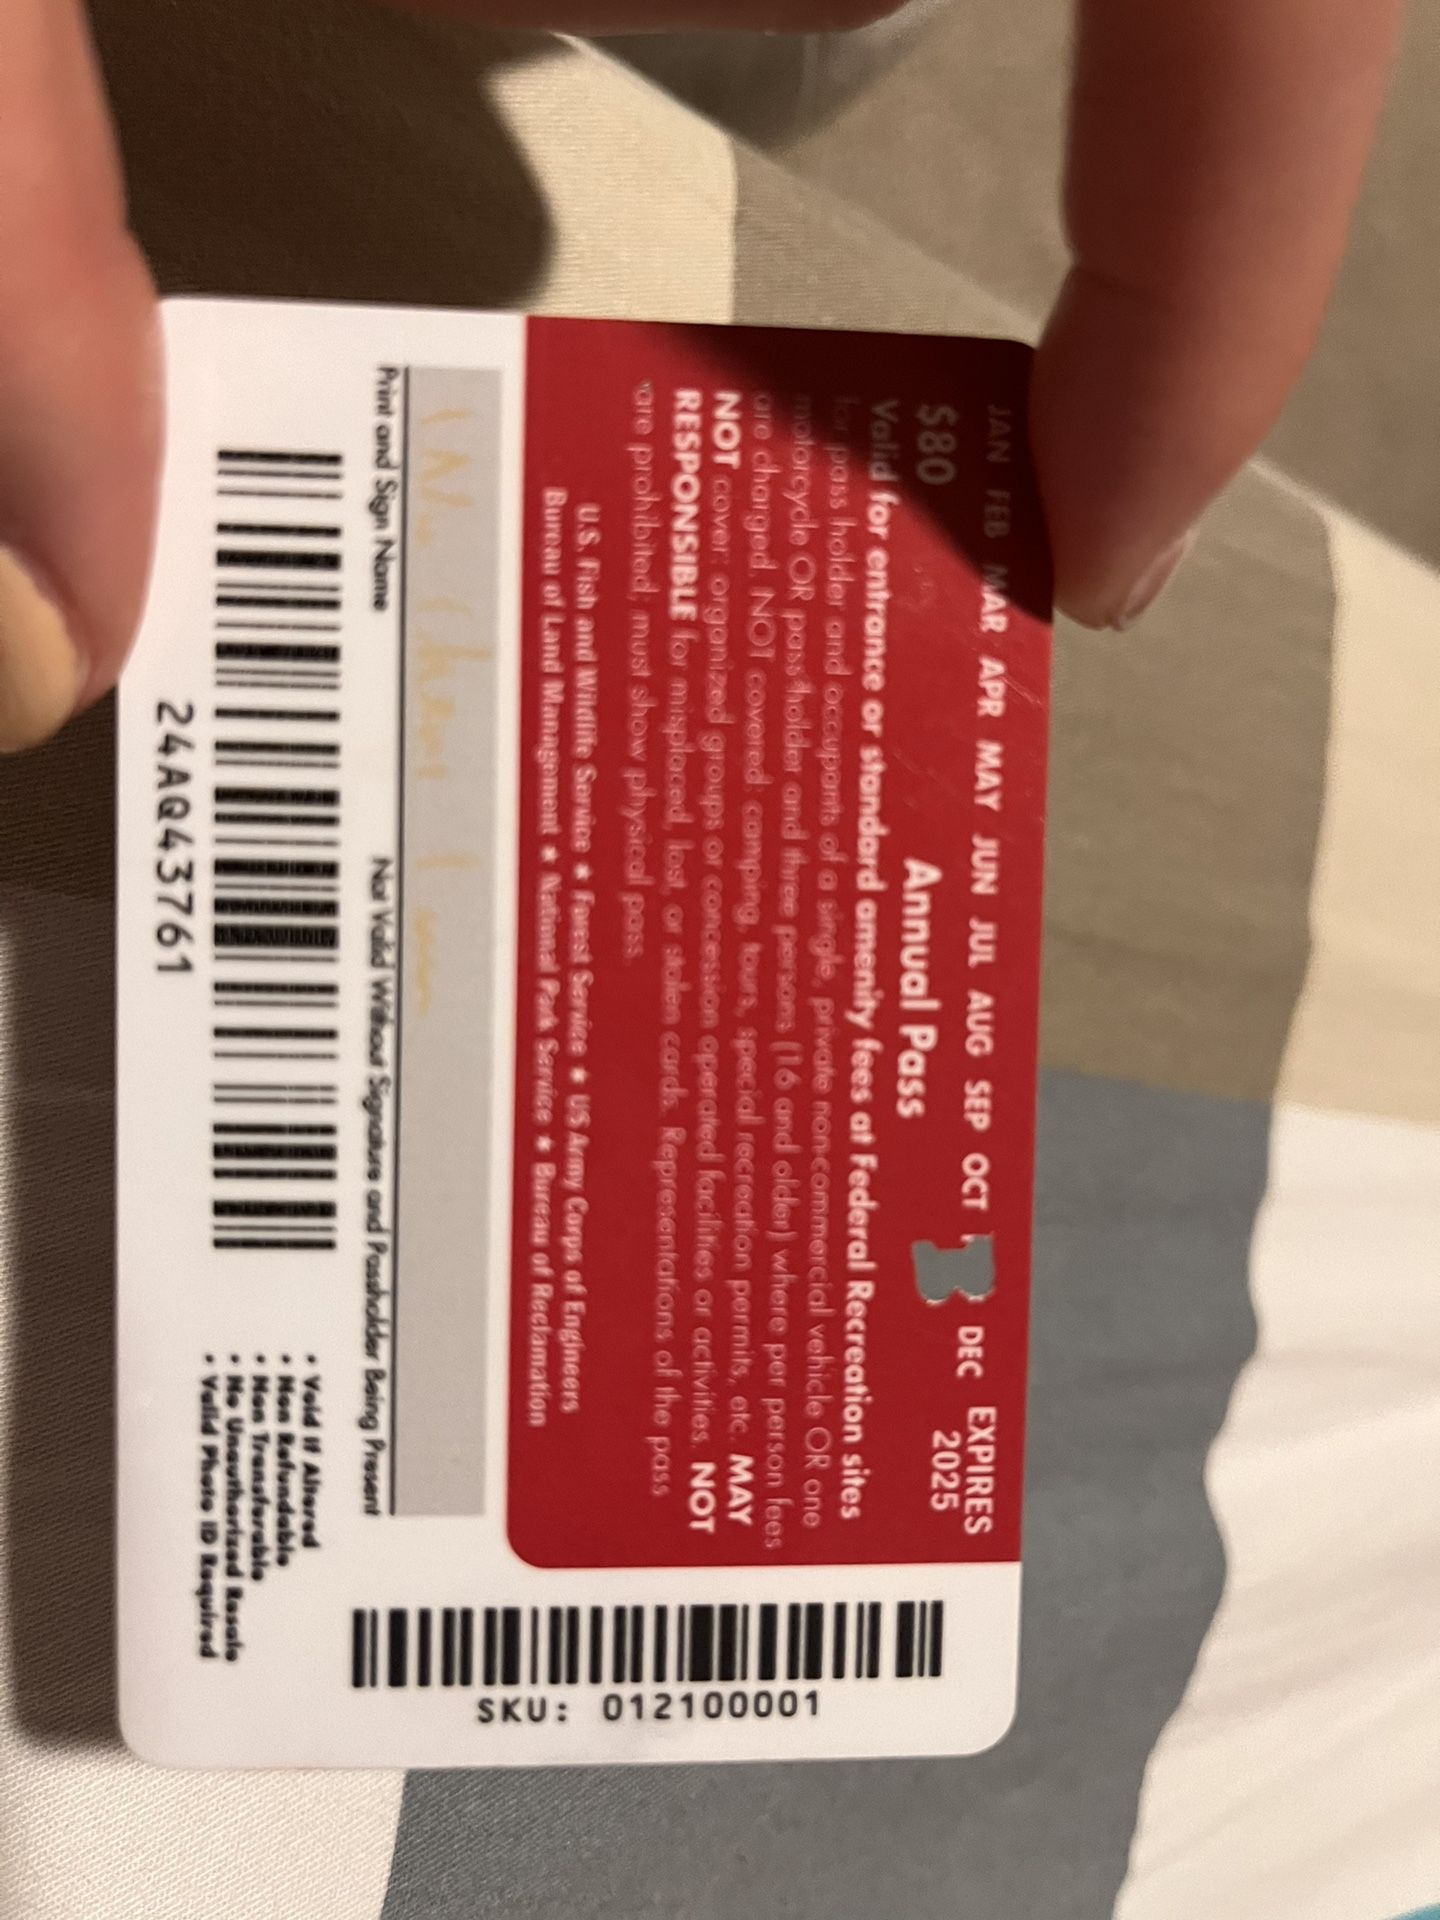 JAN FEB MAR APR MAY JUN JUL AUG SEP OCT DEC EXPIRES
2025
$80
Annual Pass
Valid for entrance or standard amenity fees at Federal Recreation sites
for pass holder and occupants of a single, private non-commercial vehicle OR one
motorcycle OR pass holder and three persons (16 and older) where per person fees
are charged. NOT covered: camping, tours, special recreation permits, etc. MAY
NOT cover: organized groups or concession operated facilities or activities. NOT
RESPONSIBLE for misplaced, lost, or stolen cards. Representations of the pass
are prohibited; must show physical pass.
U.S. Fish and Wildlife Service ★ Forest Service ★ US Army Corps of Engineers
Bureau of Land Management ★ National Park Service ★ Bureau of Reclamation
Print and Sign Name
Not Valid Without Signature and Passholder Being Present
24AQ43761
• Void If Altered
• Non Refundable
• Non Transferable
• No Unauthorized Resale
• Valid Photo ID Required
SKU: 012100001